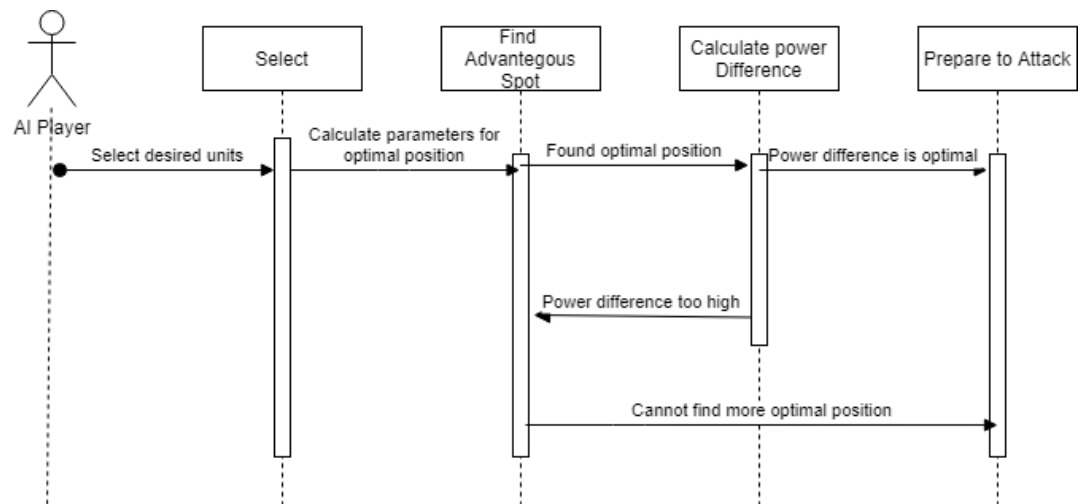 AI Player
Select
Find
Advantegous
Spot
Calculate power
Difference
Prepare to Attack
Select desired units
Calculate parameters for
optimal position
Found optimal position
Power difference is optimal
Power difference too high
Cannot find more optimal position